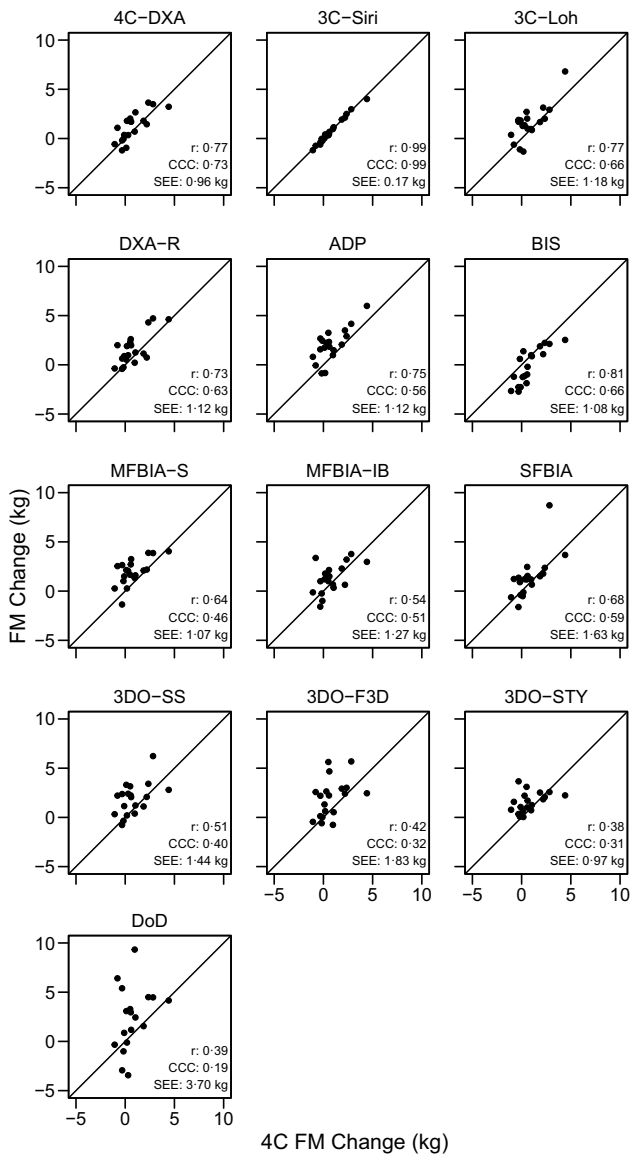 4C−DXA
3C−Siri
3C−Loh
10
5
0
−5
r: 0·77
CCC: 0·73
SEE: 0·96 kg
r: 0·99
CCC: 0·99
SEE: 0.17 kg
r: 0·77
CCC: 0·66
SEE: 1·18 kg
DXA−R
ADP
BIS
10
5
0
−5
r: 0·73
CCC: 0·63
SEE: 1·12 kg
r: 0·75
CCC: 0·56
SEE: 1·12 kg
r: 0·81
CCC: 0·66
SEE: 1·08 kg
MFBIA−S
MFBIA−IB
SFBIA
10
5
0
−5
r: 0·64
CCC: 0·46
SEE: 1·07 kg
r: 0·54
CCC: 0·51
SEE: 1·27 kg
r: 0·68
CCC: 0·59
SEE: 1·63 kg
FM Change (kg)
3DO−SS
3DO−F3D
3DO−STY
10
5
0
−5
r: 0·51
CCC: 0·40
SEE: 1·44 kg
r: 0·42
CCC: 0·32
SEE: 1·83 kg
r: 0·38
CCC: 0·31
SEE: 0·97 kg
−5 0 5 10
−5 0 5 10
DoD
10
5
0
−5
r: 0·39
CCC: 0·19
SEE: 3·70 kg
−5 0 5 10
4C FM Change (kg)